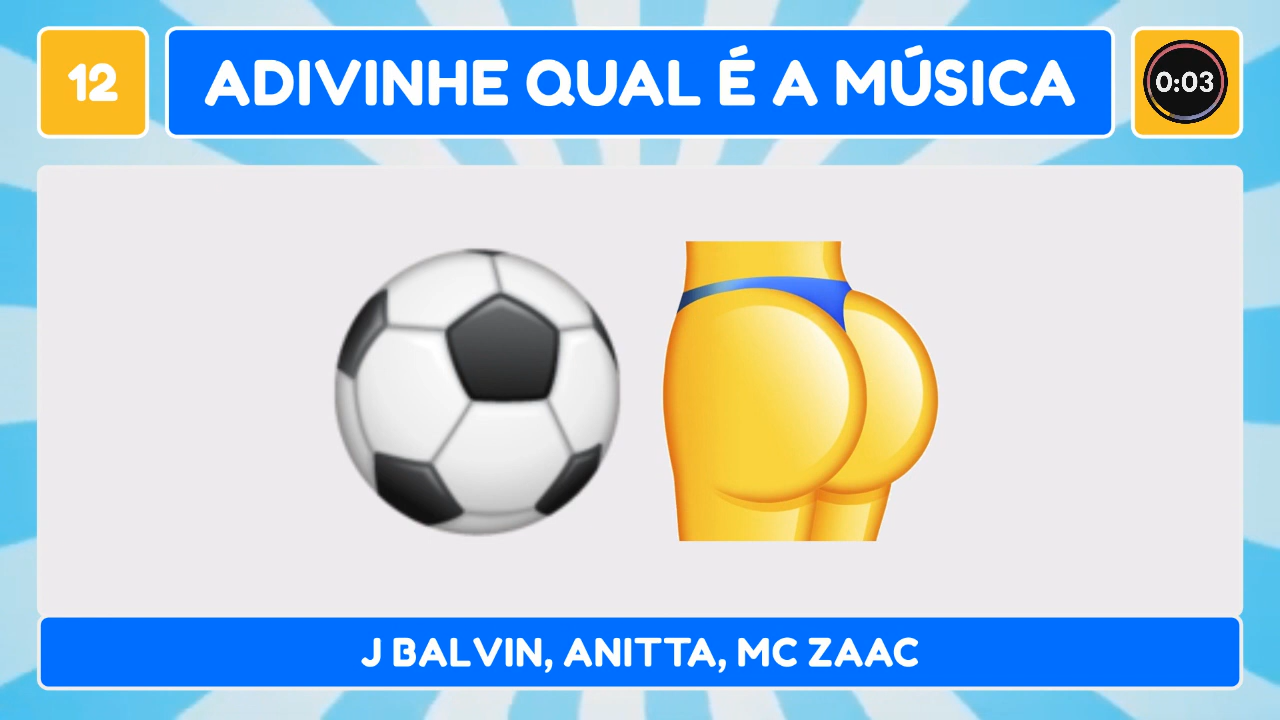 12
ADIVINHE QUAL É A MÚSICA
0:03
J BALVIN, ANITTA, MC ZAAC